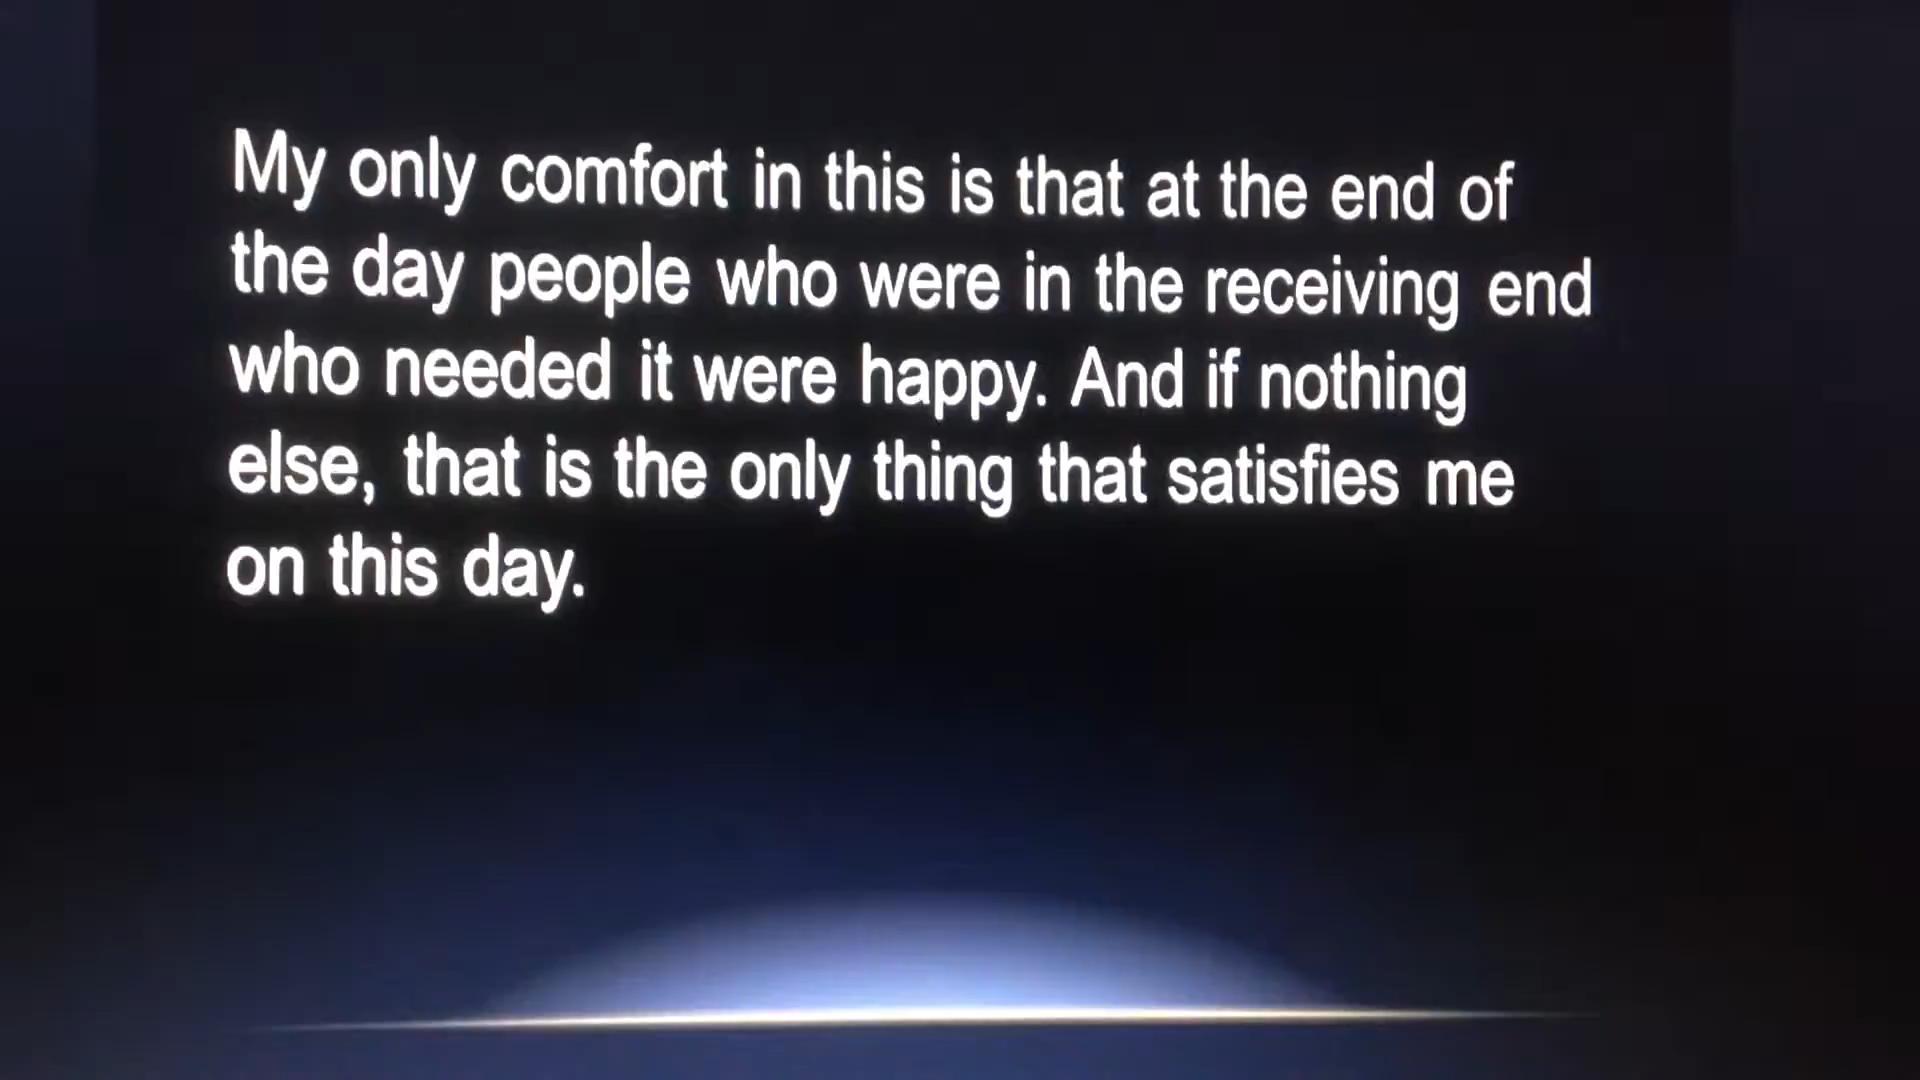 My only comfort in this is that at the end of
the day people who were in the receiving end
who needed it were happy. And if nothing
else, that is the only thing that satisfies me
on this day.